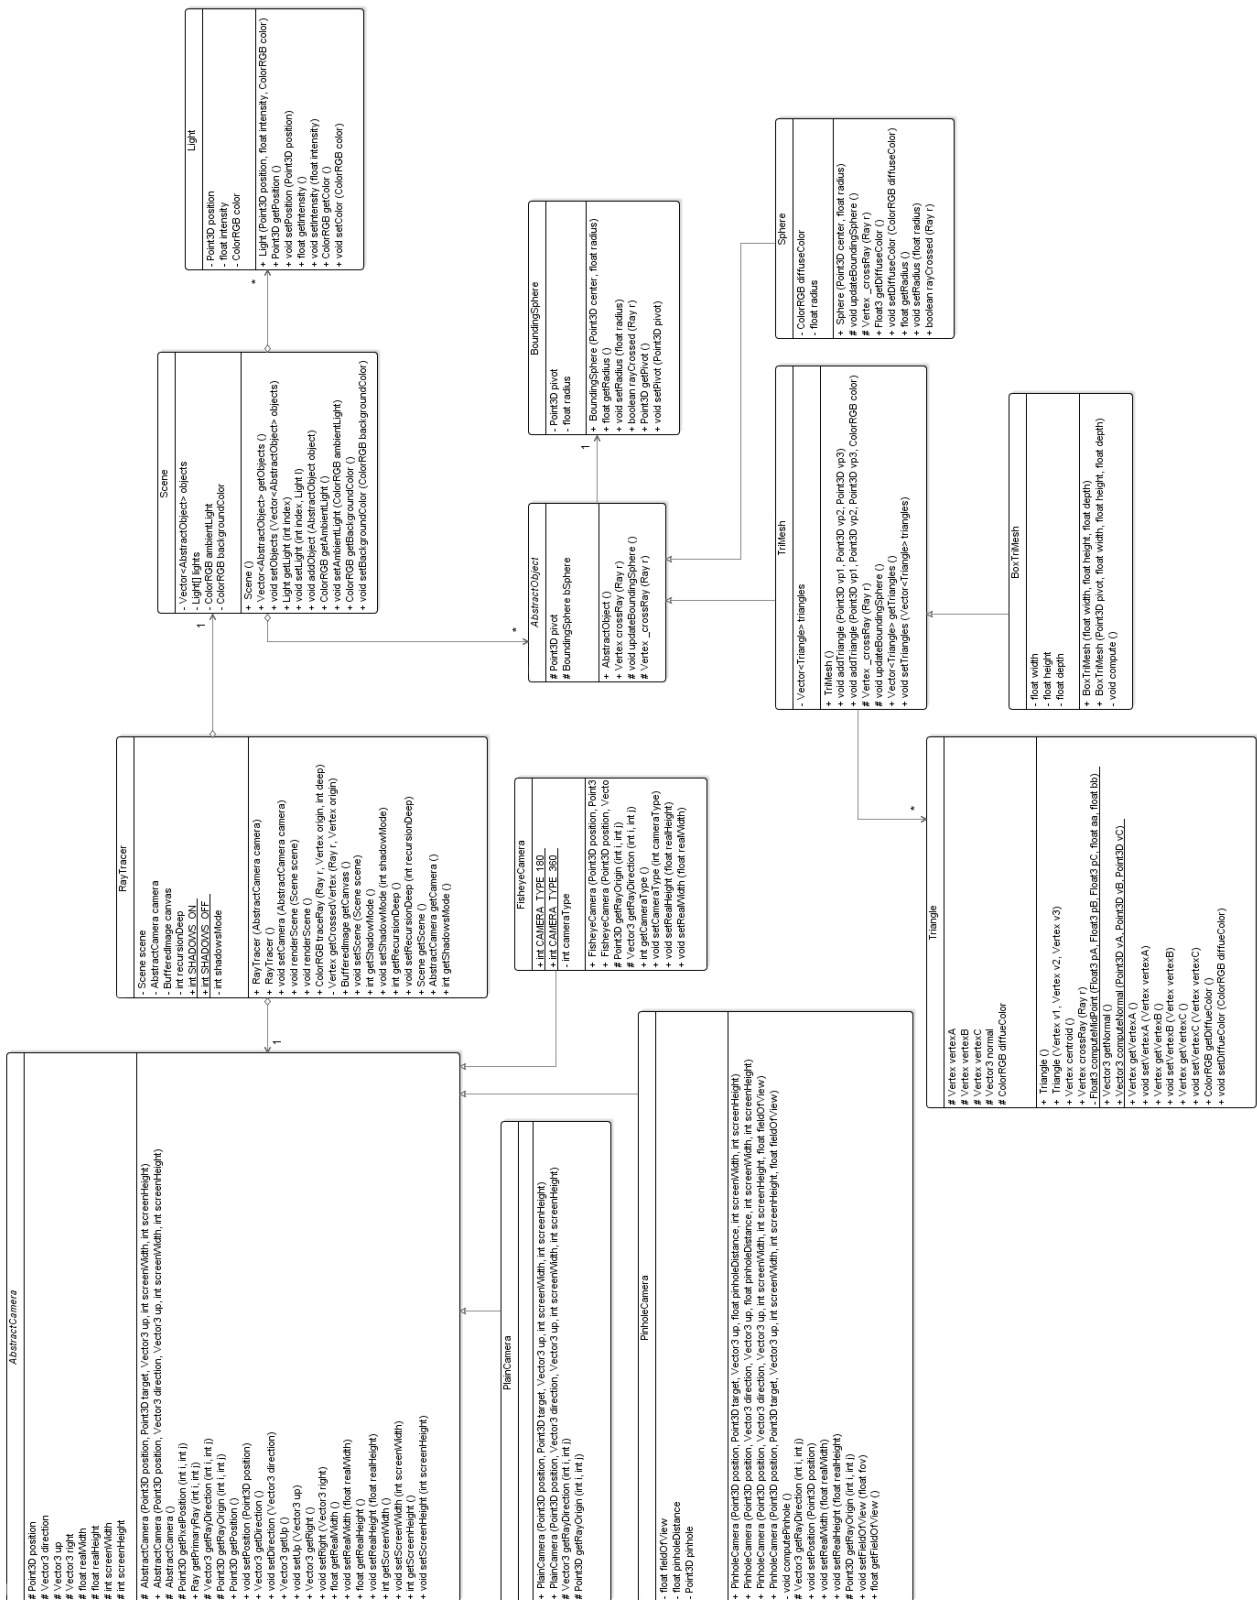 AbstractCamera
# Point3D position
# Vector3 direction
# Vector3 up
# Vector3 right
# float realWidth
# float realHeight
# int screenWidth
# int screenHeight
# AbstractCamera (Point3D position, Point3D target, Vector3 up, int screenWidth, int screenHeight)
+ AbstractCamera (Point3D position, Vector3 direction, Vector3 up, int screenWidth, int screenHeight)
# AbstractCamera ()
# Point3D getPixelPosition (int i, int j)
+ Ray getPrimaryRay (int i, int j)
# Vector3 getRayDirection (int i, int j)
# Point3D getRayOrigin (int i, int j)
+ Point3D getPosition ()
+ void setPosition (Point3D position)
+ Vector3 getDirection ()
+ void setDirection (Vector3 direction)
+ Vector3 getUp ()
+ void setUp (Vector3 up)
+ Vector3 getRight ()
+ void setRight (Vector3 right)
+ float getRealWidth ()
+ void setRealWidth (float realWidth)
+ float getRealHeight ()
+ void setRealHeight (float realHeight)
+ int getScreenWidth ()
+ void setScreenWidth (int screenWidth)
+ int getScreenHeight ()
+ void setScreenHeight (int screenHeight)
1
RayTracer
- Scene scene
- AbstractCamera camera
- BufferedImage canvas
- int recursionDeep
+ int SHADOWS_ON
+ int SHADOWS_OFF
- int shadowsMode
+ RayTracer (AbstractCamera camera)
+ RayTracer ()
+ void setCamera (AbstractCamera camera)
+ void renderScene (Scene scene)
+ void renderScene ()
+ ColorRGB traceRay (Ray r, Vertex origin, int deep)
- Vertex getCrossedVertex (Ray r, Vertex origin)
+ BufferedImage getCanvas ()
+ void setScene (Scene scene)
+ int getShadowMode ()
+ void setShadowMode (int shadowMode)
+ int getRecursionDeep ()
+ void setRecursionDeep (int recursionDeep)
+ Scene getScene ()
+ AbstractCamera getCamera ()
+ int getShadowsMode ()
1
Scene
- Vector<AbstractObject> objects
- Light[] lights
- ColorRGB ambientLight
- ColorRGB backgroundColor
+ Scene ()
+ Vector<AbstractObject> getObjects ()
+ void setObjects (Vector<AbstractObject> objects)
+ Light getLight (int index)
+ void setLight (int index, Light l)
+ void addObject (AbstractObject object)
+ ColorRGB getAmbientLight ()
+ void setAmbientLight (ColorRGB ambientLight)
+ ColorRGB getBackgroundColor ()
+ void setBackgroundColor (ColorRGB backgroundColor)
*
*
Light
- Point3D position
- float intensity
- ColorRGB color
+ Light (Point3D position, float intensity, ColorRGB color)
+ Point3D getPosition ()
+ void setPosition (Point3D position)
+ float getIntensity ()
+ void setIntensity (float intensity)
+ ColorRGB getColor ()
+ void setColor (ColorRGB color)
PlainCamera
+ PlainCamera (Point3D position, Point3D target, Vector3 up, int screenWidth, int screenHeight)
+ PlainCamera (Point3D position, Vector3 direction, Vector3 up, int screenWidth, int screenHeight)
# Vector3 getRayDirection (int i, int j)
# Point3D getRayOrigin (int i, int j)
FisheyeCamera
+ int CAMERA_TYPE_180
+ int CAMERA_TYPE_360
- int cameraType
+ FisheyeCamera (Point3D position, Point3
+ FisheyeCamera (Point3D position, Vecto
# Point3D getRayOrigin (int i, int j)
# Vector3 getRayDirection (int i, int j)
+ int getCameraType ()
+ void setCameraType (int cameraType)
+ void setRealHeight (float realHeight)
+ void setRealWidth (float realWidth)
AbstractObject
# Point3D pivot
# BoundingSphere bSphere
+ AbstractObject ()
+ Vertex crossRay (Ray r)
# void updateBoundingSphere ()
# Vertex _crossRay (Ray r)
1
BoundingSphere
- Point3D pivot
- float radius
+ BoundingSphere (Point3D center, float radius)
+ float getRadius ()
+ void setRadius (float radius)
+ boolean rayCrossed (Ray r)
+ Point3D getPivot ()
+ void setPivot (Point3D pivot)
PinholeCamera
- float fieldOfView
- float pinholeDistance
- Point3D pinhole
+ PinholeCamera (Point3D position, Point3D target, Vector3 up, float pinholeDistance, int screenWidth, int screenHeight)
+ PinholeCamera (Point3D position, Vector3 direction, Vector3 up, float pinholeDistance, int screenWidth, int screenHeight)
+ PinholeCamera (Point3D position, Vector3 direction, Vector3 up, int screenWidth, int screenHeight, float fieldOfView)
+ PinholeCamera (Point3D position, Point3D target, Vector3 up, int screenWidth, int screenHeight, float fieldOfView)
- void computePinhole ()
# Vector3 getRayDirection (int i, int j)
+ void setPosition (Point3D position)
+ void setRealWidth (float realWidth)
+ void setRealHeight (float realHeight)
# Point3D getRayOrigin (int i, int j)
+ void setFieldOfView (float fov)
+ float getFieldOfView ()
TriMesh
- Vector<Triangle> triangles
+ TriMesh ()
+ void addTriangle (Point3D vp1, Point3D vp2, Point3D vp3)
+ void addTriangle (Point3D vp1, Point3D vp2, Point3D vp3, ColorRGB color)
# Vertex _crossRay (Ray r)
# void updateBoundingSphere ()
+ Vector<Triangle> getTriangles ()
+ void setTriangles (Vector<Triangle> triangles)
*
Sphere
- ColorRGB diffuseColor
- float radius
+ Sphere (Point3D center, float radius)
# void updateBoundingSphere ()
# Vertex _crossRay (Ray r)
+ Float3 getDiffuseColor ()
+ void setDiffuseColor (ColorRGB diffuseColor)
+ float getRadius ()
+ void setRadius (float radius)
+ boolean rayCrossed (Ray r)
Triangle
# Vertex vertexA
# Vertex vertexB
# Vertex vertexC
# Vector3 normal
# ColorRGB diffueColor
+ Triangle ()
+ Triangle (Vertex v1, Vertex v2, Vertex v3)
+ Vertex centroid ()
+ Vertex crossRay (Ray r)
- Float3 computeMidPoint (Float3 pA, Float3 pB, Float3 pC, float aa, float bb)
+ Vector3 getNormal ()
+ Vector3 computeNormal (Point3D vA, Point3D vB, Point3D vC)
+ Vertex getVertexA ()
+ void setVertexA (Vertex vertexA)
+ Vertex getVertexB ()
+ void setVertexB (Vertex vertexB)
+ Vertex getVertexC ()
+ void setVertexC (Vertex vertexC)
+ ColorRGB getDiffueColor ()
+ void setDiffueColor (ColorRGB diffueColor)
BoxTriMesh
- float width
- float height
- float depth
+ BoxTriMesh (float width, float height, float depth)
+ BoxTriMesh (Point3D pivot, float width, float height, float depth)
- void compute ()